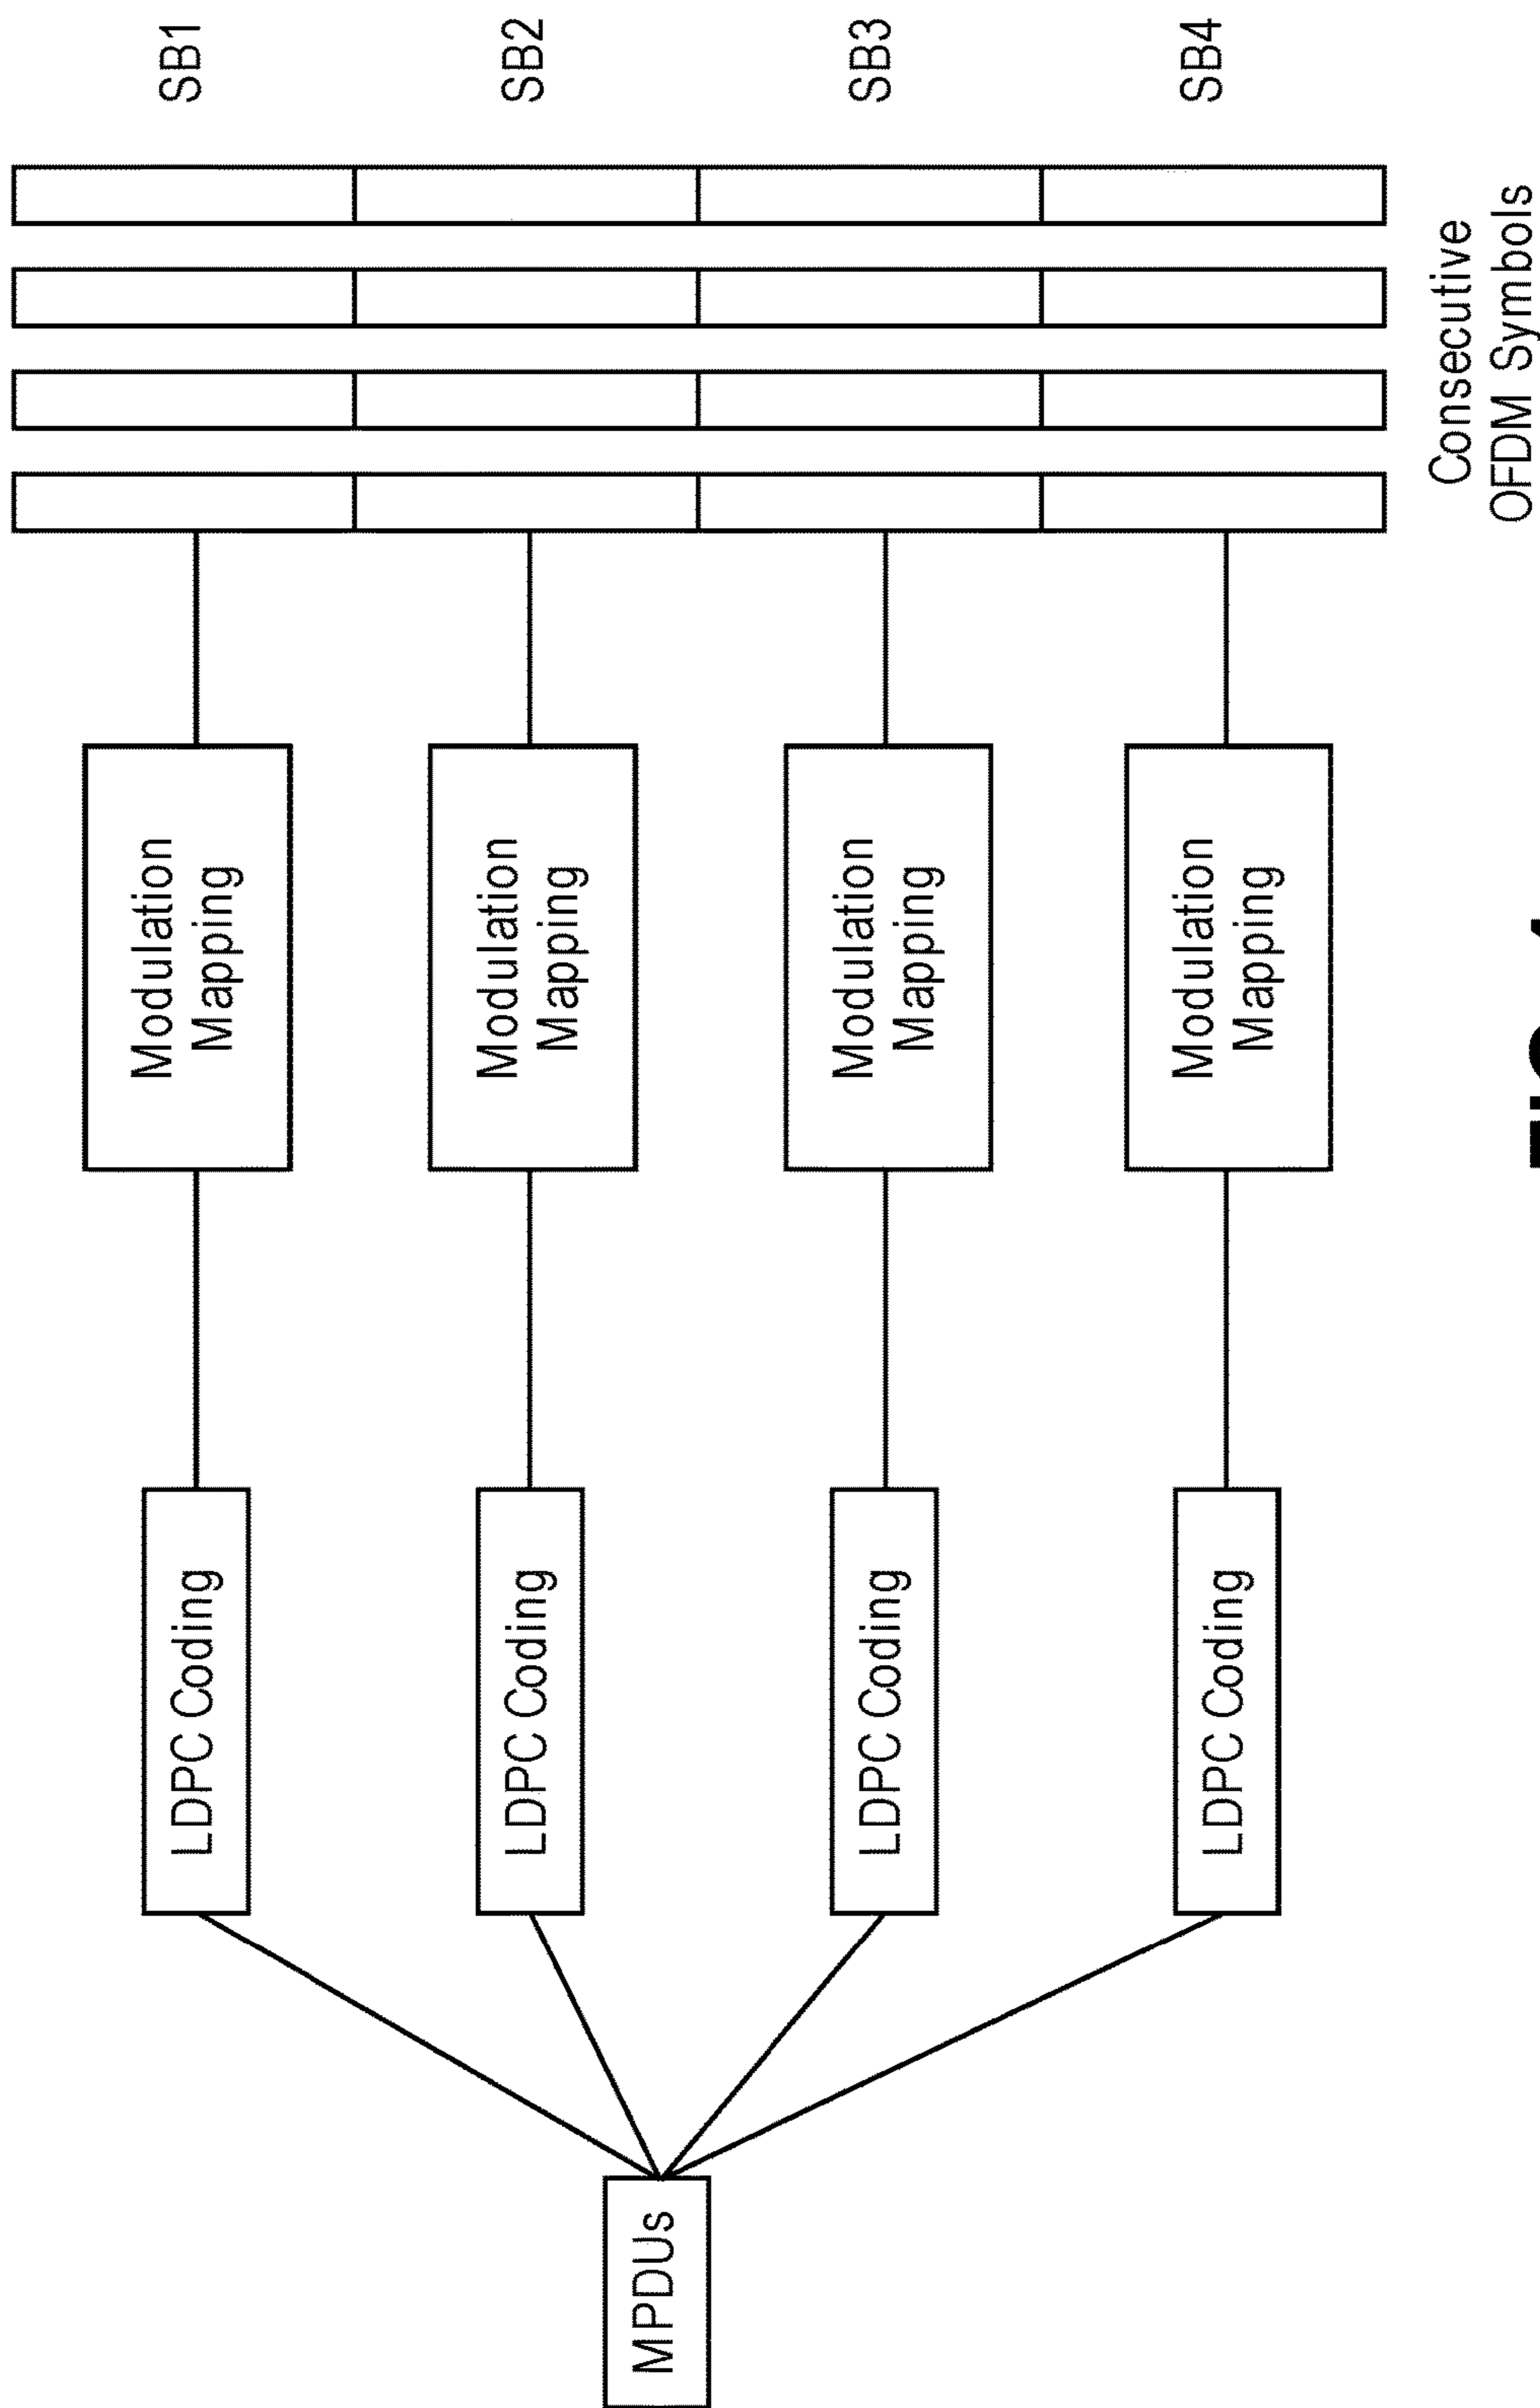 SB1
Modulation
Mapping
LDPC Coding
SB2
Modulation
Mapping
LDPC Coding
MPDUs
SB3
Modulation
Mapping
LDPC Coding
SB4
Modulation
Mapping
LDPC Coding
Consecutive
OFDM Symbols